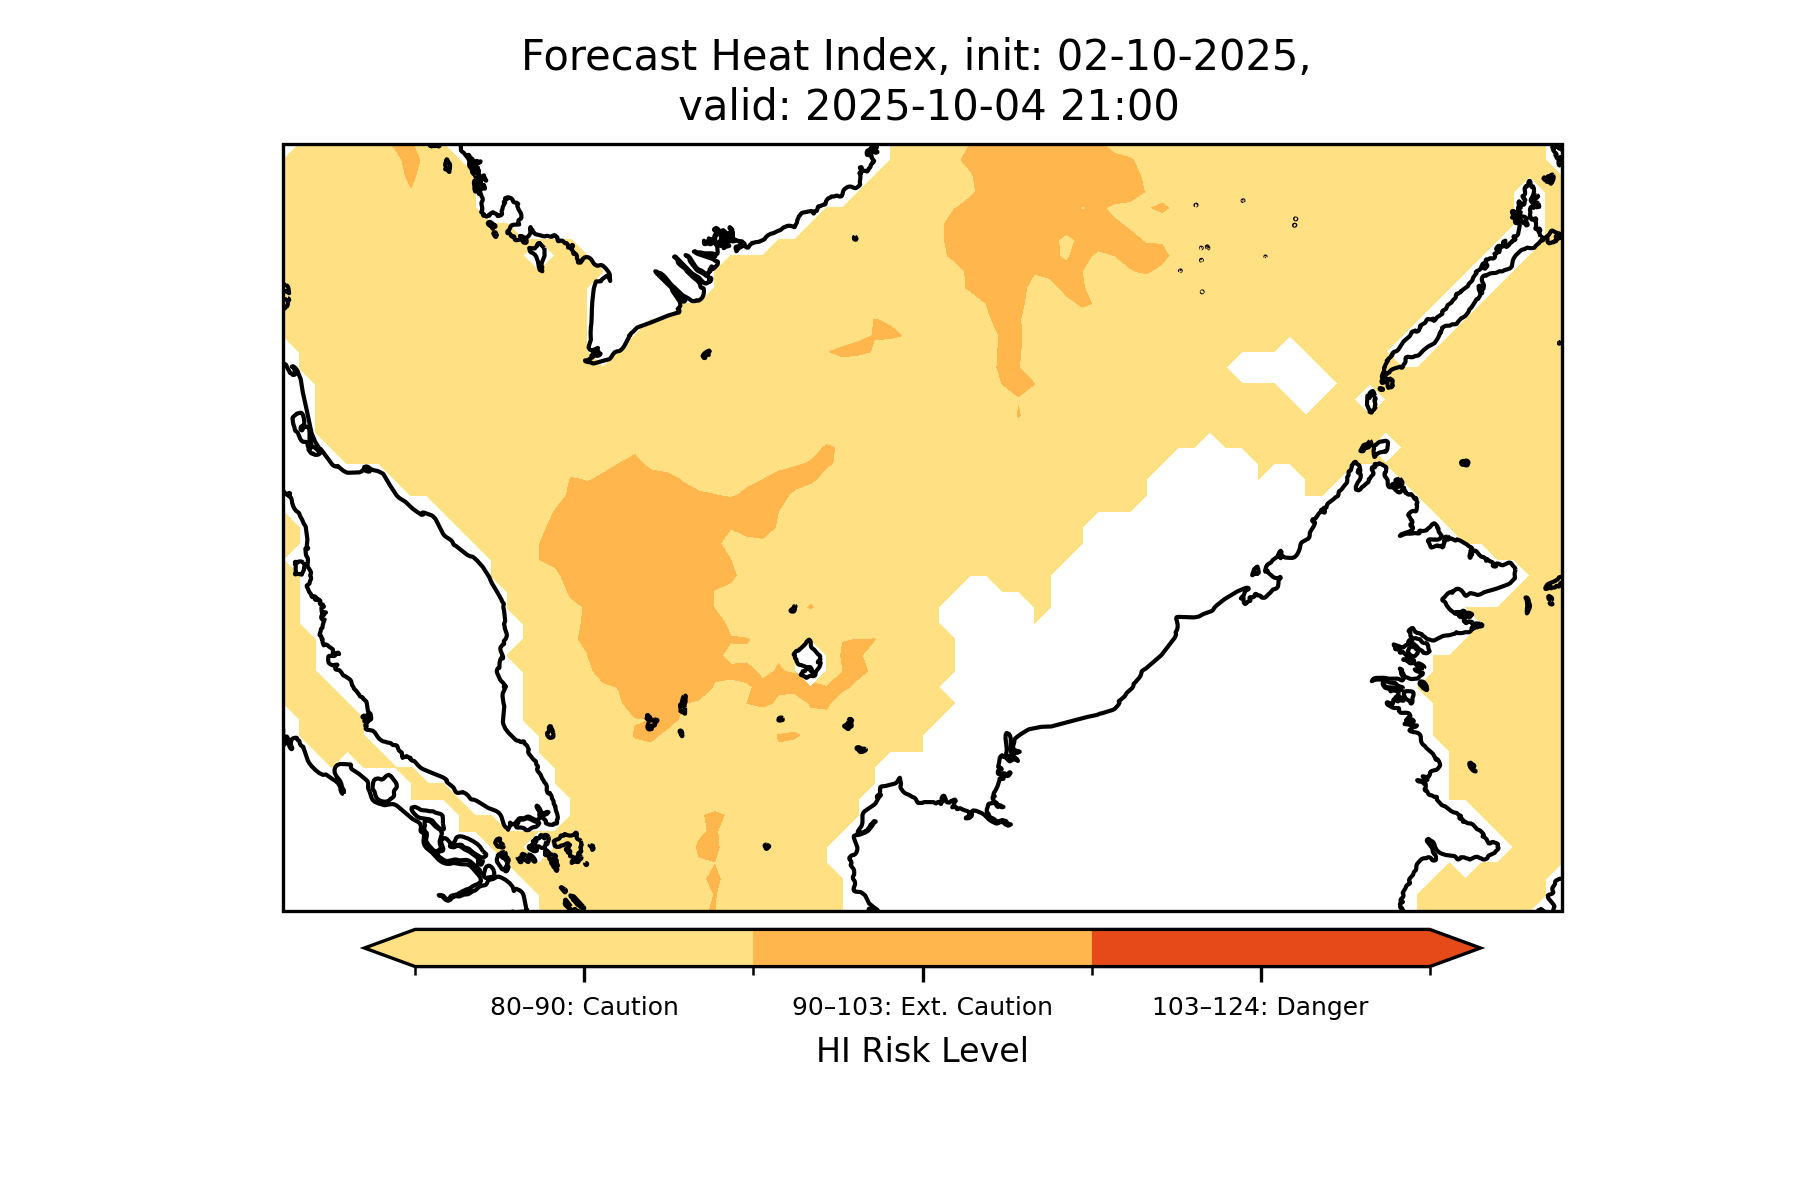 Forecast Heat Index, init: 02-10-2025,
valid: 2025-10-04 21:00
80–90: Caution
90–103: Ext. Caution
103–124: Danger
HI Risk Level